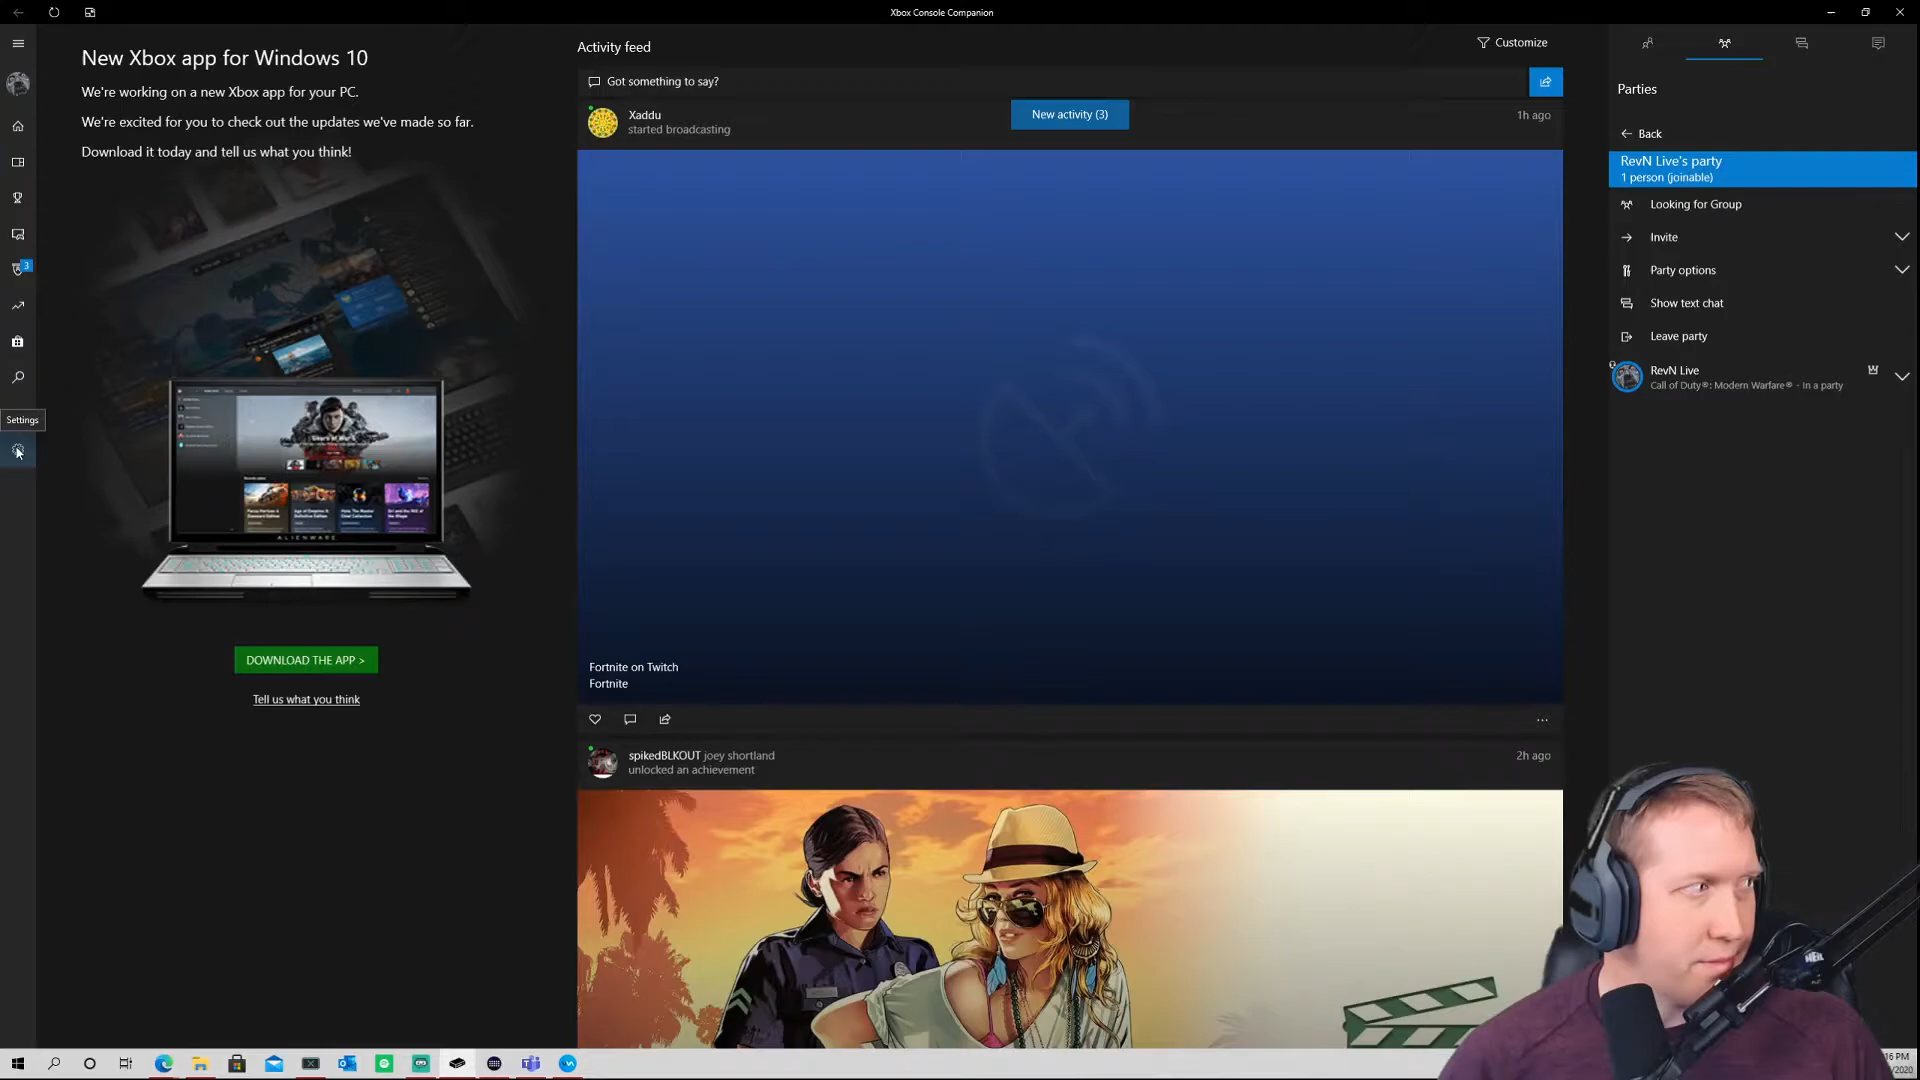 Xbox Console Companion
New Xbox app for Windows 10
We're working on a new Xbox app for your PC.
We're excited for you to check out the updates we've made so far.
Download it today and tell us what you think!
ALIENWARE
DOWNLOAD THE APP >
Tell us what you think
3
Settings
Activity feed
Customize
Got something to say?
New activity (3)
Xaddu
started broadcasting
1h ago
Fortnite on Twitch
Fortnite
spikedBLKOUT joey shortland
unlocked an achievement
2h ago
Parties
Back
RevN Live's party
1 person (joinable)
Looking for Group
Invite
Party options
Show text chat
Leave party
RevN Live
Call of Duty®: Modern Warfare® - In a party
16 PM
/2020